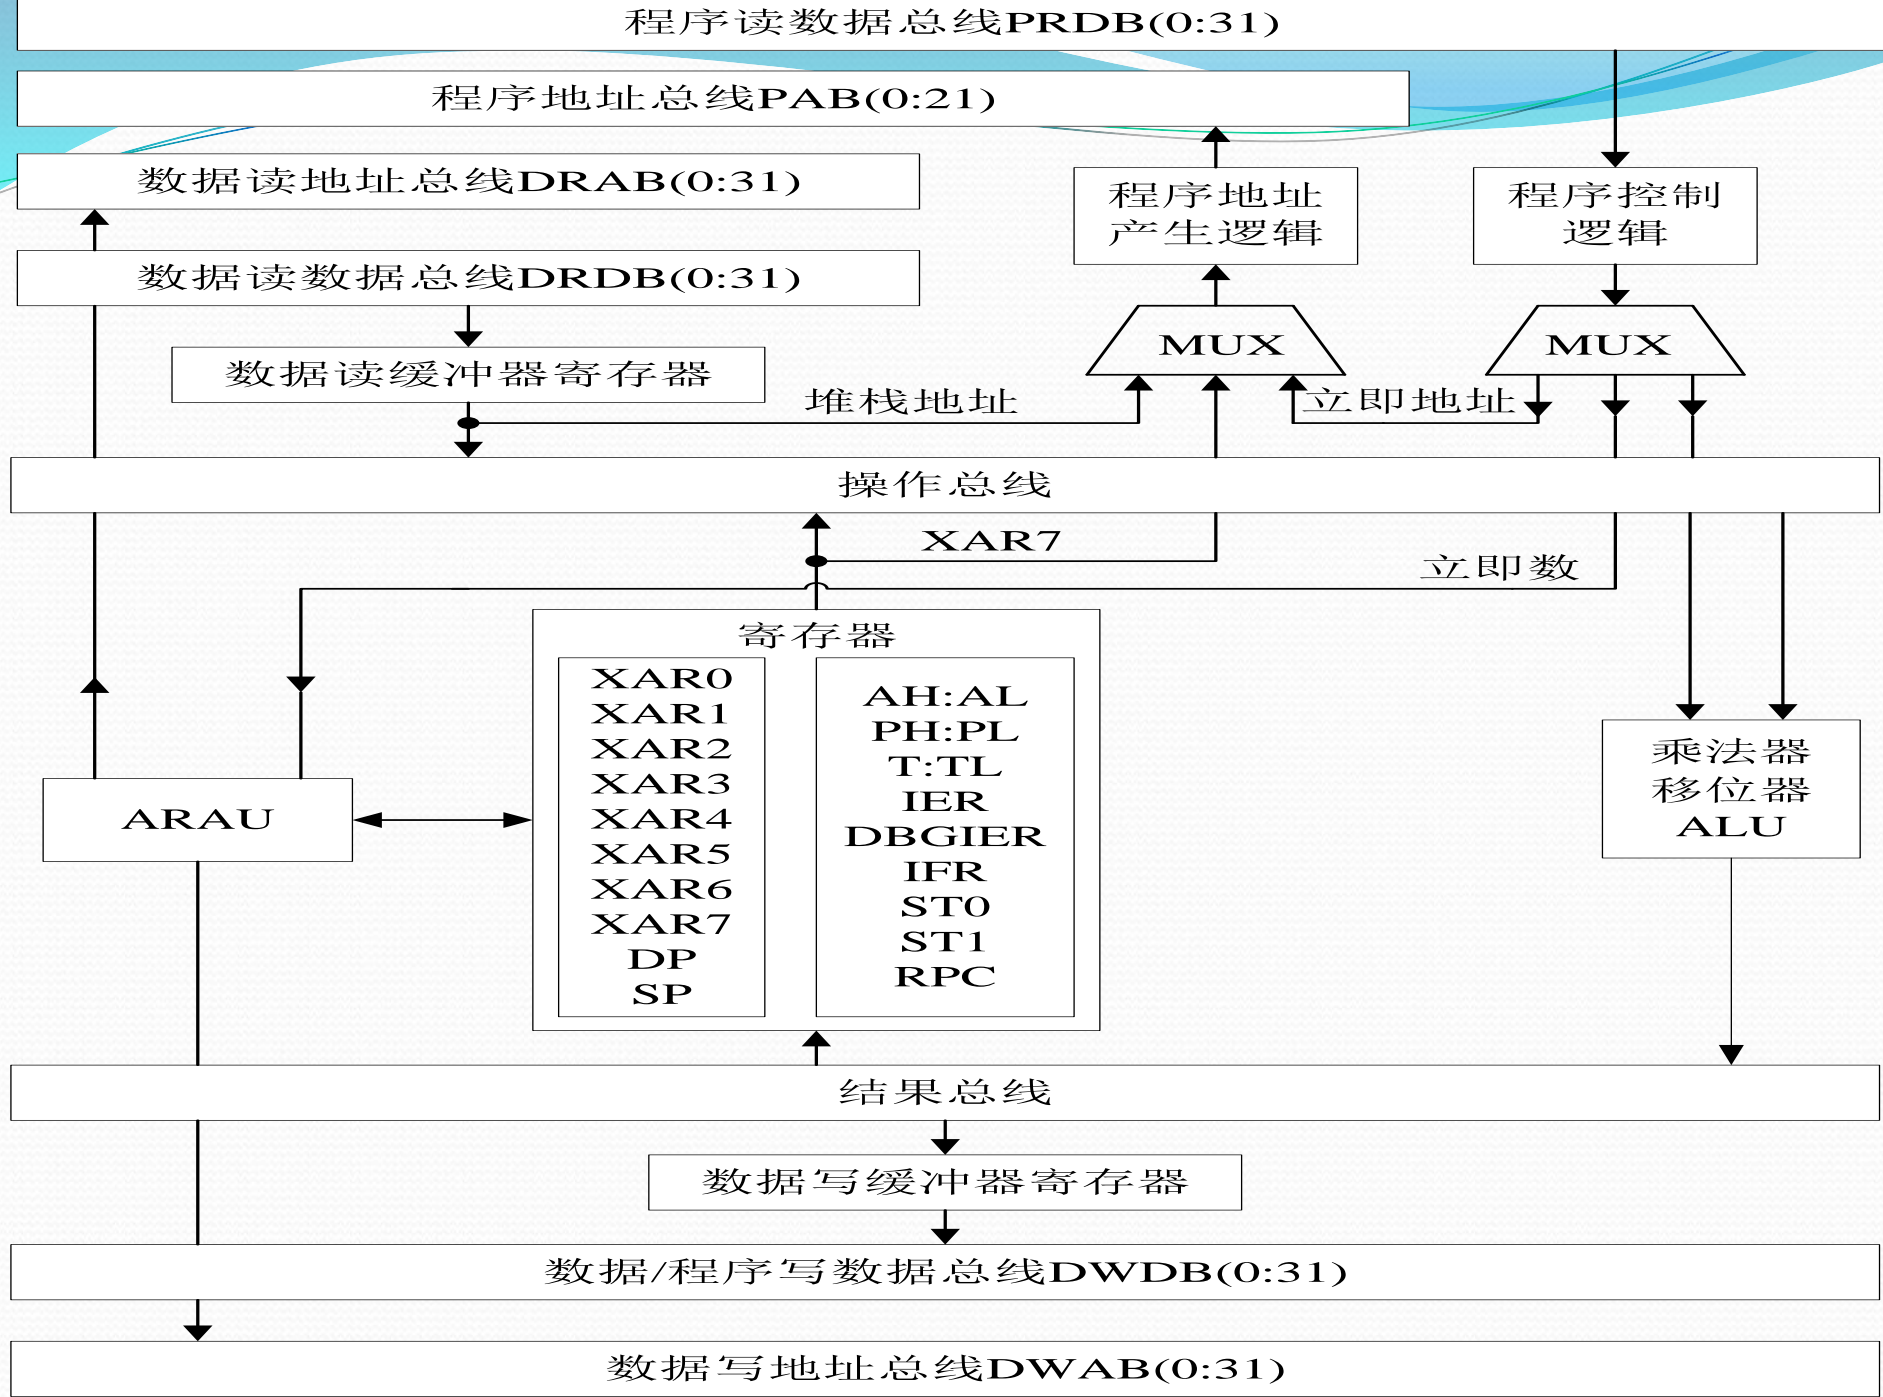 程序读数据总线PRDB(0:31)
程序地址总线PAB(0:21)
数据读地址总线DRAB(0:31)
程序地址
产生逻辑
程序控制
逻辑
数据读数据总线DRDB(0:31)
MUX
MUX
数据读缓冲器寄存器
堆栈地址
立即地址
操作总线
XAR7
立即数
寄存器
XAR0
XAR1
XAR2
XAR3
XAR4
XAR5
XAR6
XAR7
DP
SP
AH:AL
PH:PL
T:TL
IER
DBGIER
IFR
ST0
ST1
RPC
ARAU
乘法器
移位器
ALU
结果总线
数据写缓冲器寄存器
数据/程序写数据总线DWDB(0:31)
数据写地址总线DWAB(0:31)